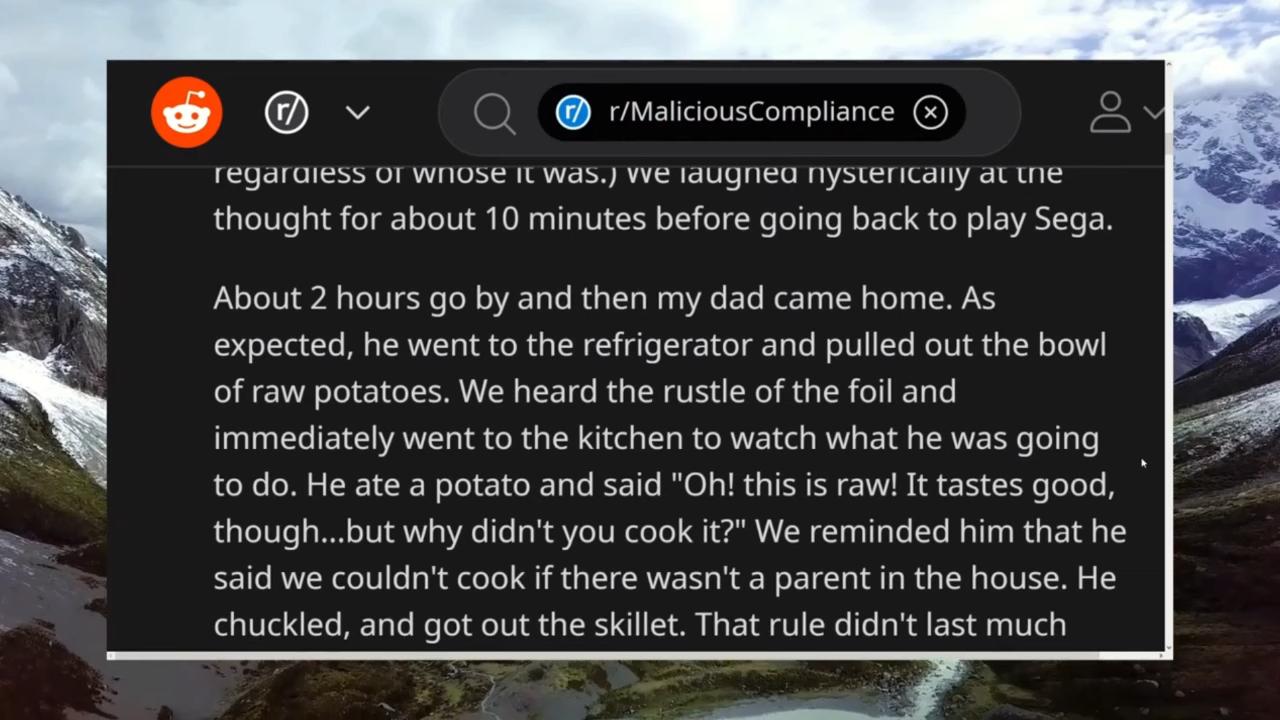 r/
r/
r/MaliciousCompliance
regardless of whose it was.) We laughed hysterically at the
thought for about 10 minutes before going back to play Sega.
About 2 hours go by and then my dad came home. As
expected, he went to the refrigerator and pulled out the bowl
of raw potatoes. We heard the rustle of the foil and
immediately went to the kitchen to watch what he was going
to do. He ate a potato and said "Oh! this is raw! It tastes good,
though...but why didn't you cook it?" We reminded him that he
said we couldn't cook if there wasn't a parent in the house. He
chuckled, and got out the skillet. That rule didn't last much